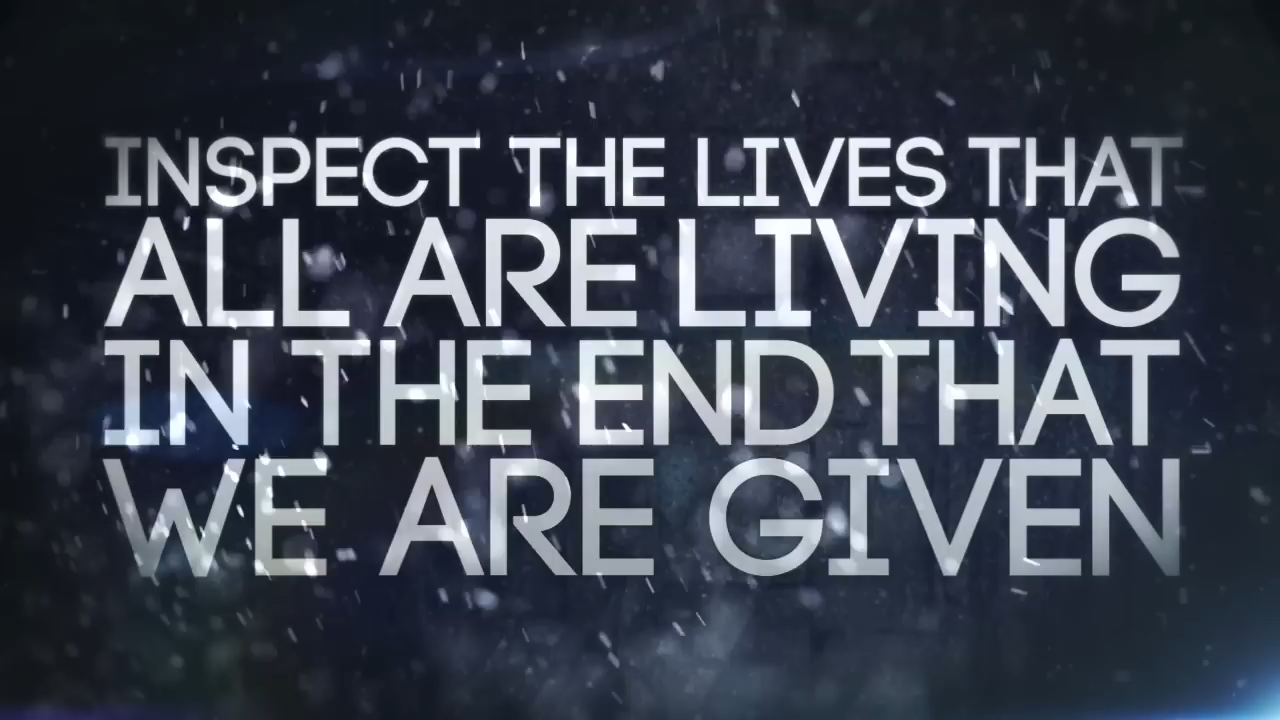 INSPECT THE LIVES THAT
ALL ARE LIVING
IN THE END THAT
WE ARE GIVEN